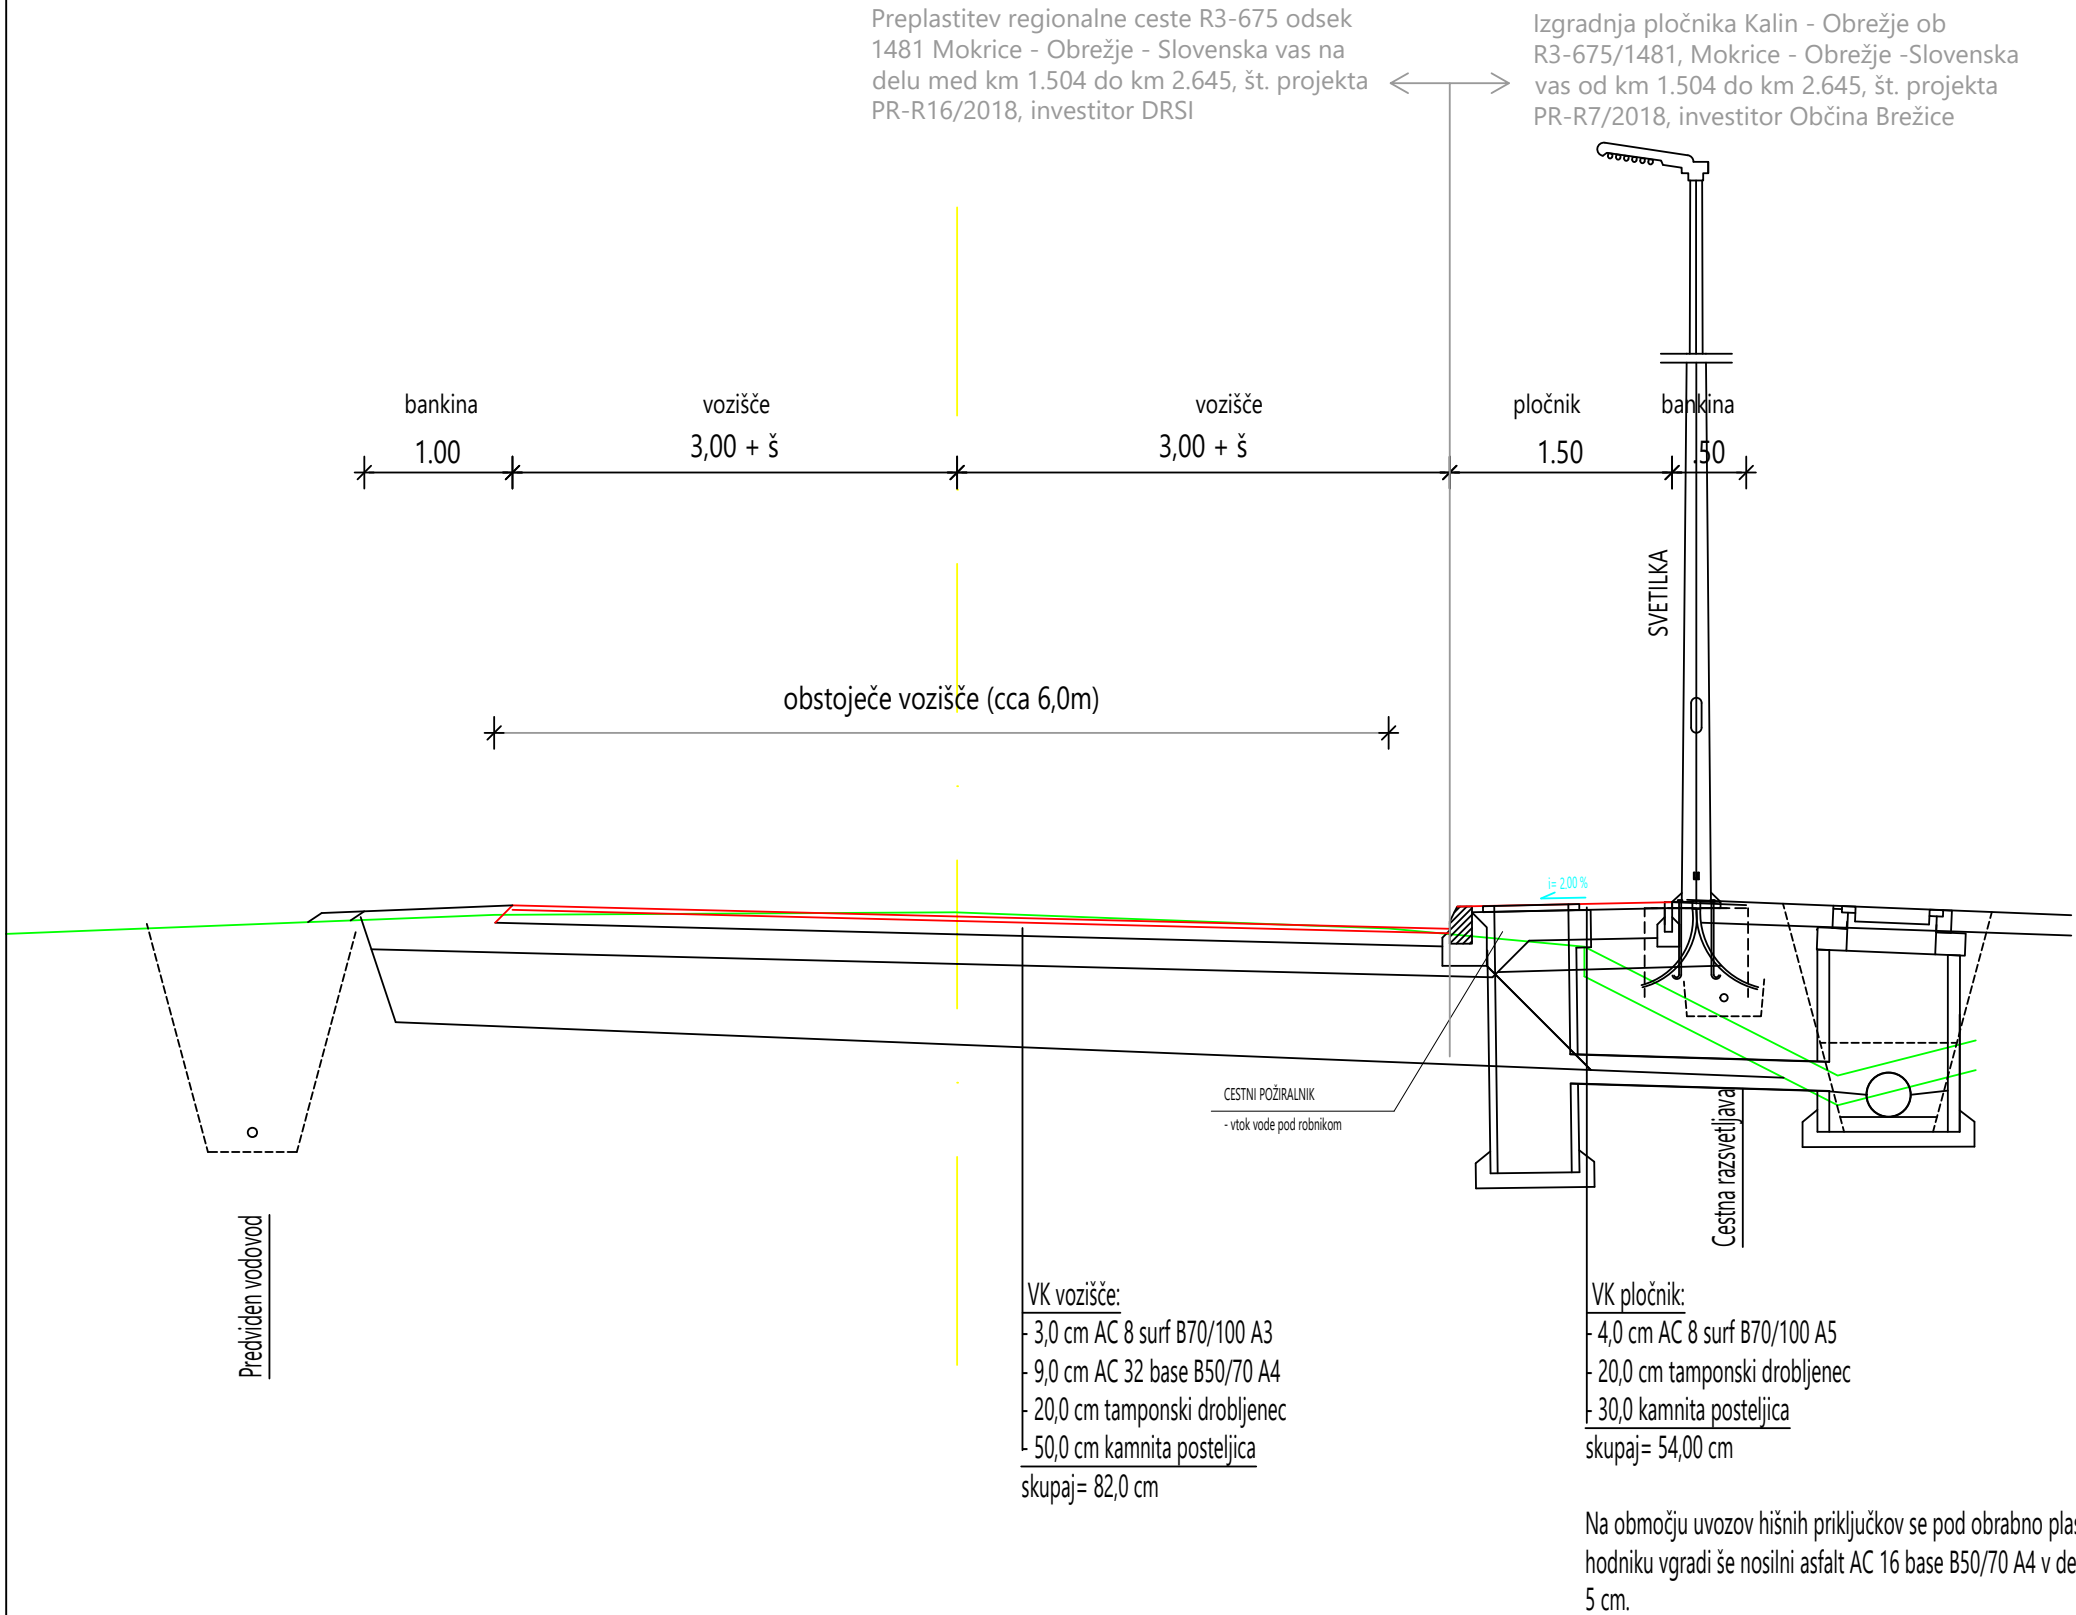 Preplastitev regionalne ceste R3-675 odsek
1481 Mokrice - Obrežje - Slovenska vas na
delu med km 1.504 do km 2.645, št. projekta
PR-R16/2018, investitor DRSI
Izgradnja pločnika Kalin - Obrežje ob
R3-675/1481, Mokrice - Obrežje -Slovenska
vas od km 1.504 do km 2.645, št. projekta
PR-R7/2018, investitor Občina Brežice
bankina
vozišče
vozišče
pločnik
bankina
1.00
3,00 + š
3,00 + š
1.50
.50
SVETILKA
obstoječe vozišče (cca 6,0m)
i= 2,00 %
CESTNI POŽIRALNIK
- vtok vode pod robnikom
Cestna razsvetljava
Predviden vodovod
VK vozišče:
- 3,0 cm AC 8 surf B70/100 A3
- 9,0 cm AC 32 base B50/70 A4
- 20,0 cm tamponski drobljenec
- 50,0 cm kamnita posteljica
skupaj= 82,0 cm
VK pločnik:
- 4,0 cm AC 8 surf B70/100 A5
- 20,0 cm tamponski drobljenec
- 30,0 kamnita posteljica
skupaj= 54,00 cm
Na območju uvozov hišnih priključkov se pod obrabno
hodniku vgradi še nosilni asfalt AC 16 base B50/70 A4 v
5 cm.